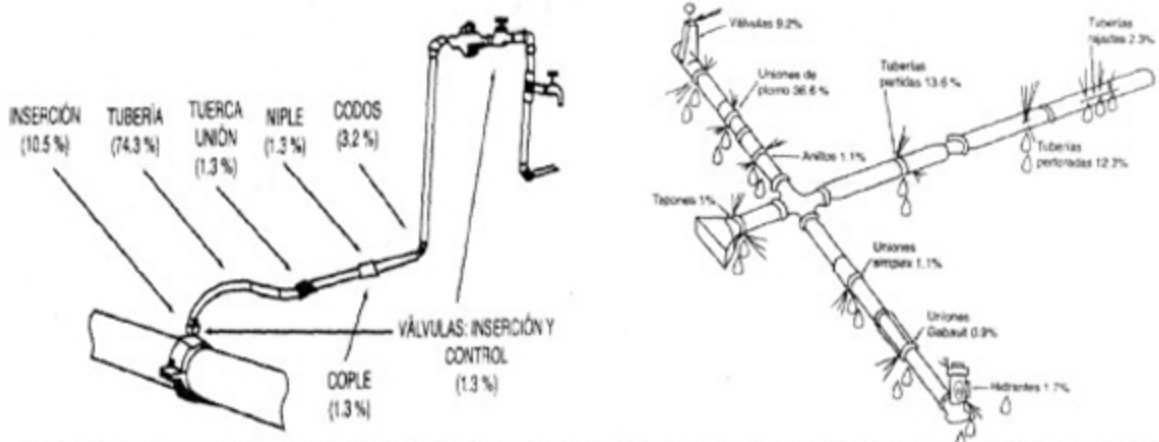 INSERCIÓN
(10.5 %)
TUBERÍA
(74.3 %)
TUERCA
UNIÓN
(1.3 %)
NIPLE
(1.3 %)
CODOS
(3.2 %)
VÁLVULAS: INSERCIÓN Y
CONTROL
(1.3 %)
COPLE
(1.3 %)
Válvulas 9.2%
Uniones de
plomo 36.6 %
Anillos 1.1%
Tapones 1%
Tuberías
partidas 13.6 %
Tuberías
rajadas 2.3%
Tuberías
perforadas 12.3%
Uniones
simplex 1.1%
Uniones
Gibault 0.9%
Hidrantes 1.7%